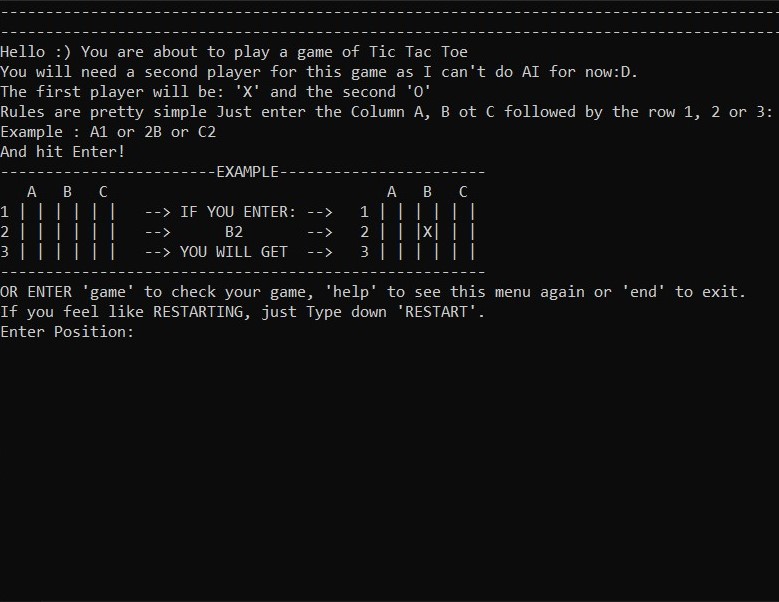 --------------------------------------------------------------------------------------
--------------------------------------------------------------------------------------
Hello :) You are about to play a game of Tic Tac Toe
You will need a second player for this game as I can't do AI for now:D.
The first player will be: 'X' and the second 'O'
Rules are pretty simple Just enter the Column A, B ot C followed by the row 1, 2 or 3:
Example : A1 or 2B or C2
And hit Enter!
------------------------EXAMPLE-----------------------
   A   B   C                               A   B   C
1 | | | | | |   --> IF YOU ENTER: -->   1 | | | | | |
2 | | | | | |   -->      B2       -->   2 | | |X| | |
3 | | | | | |   --> YOU WILL GET  -->   3 | | | | | |
------------------------------------------------------
OR ENTER 'game' to check your game, 'help' to see this menu again or 'end' to exit.
If you feel like RESTARTING, just Type down 'RESTART'.
Enter Position: